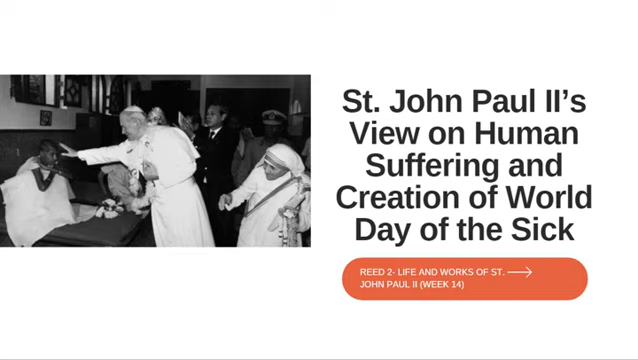 St. John Paul II's
View on Human
Suffering and
Creation of World
Day of the Sick
REED 2- LIFE AND WORKS OF ST.
JOHN PAUL II (WEEK 14)